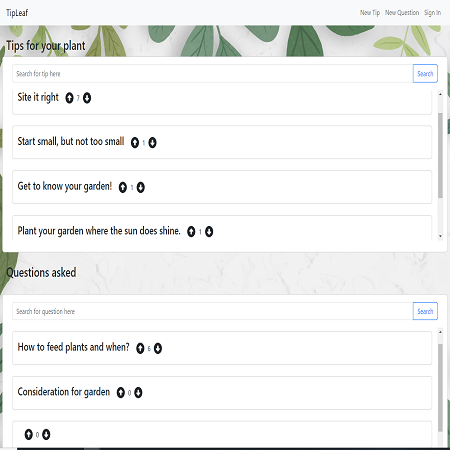 TipLeaf New Tip New Question Sign In
Tips for your plant
Search for tip here Search
Site it right 7
Start small, but not too small 1
Get to know your garden! 1
Plant your garden where the sun does shine. 1
Questions asked
Search for question here Search
How to feed plants and when? 6
Consideration for garden 0
0